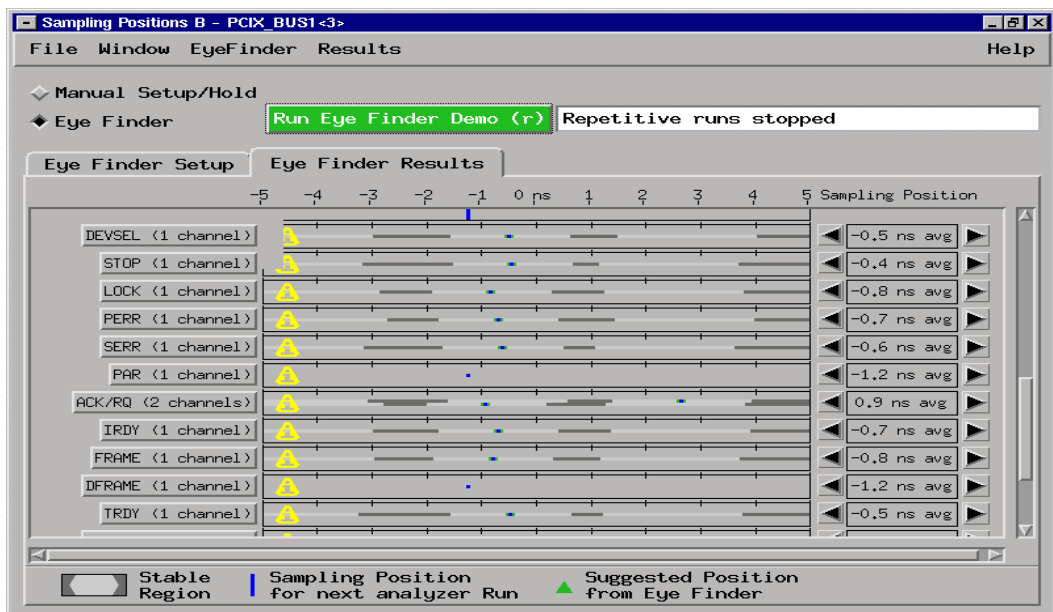 Sampling Positions B - PCIX_BUS1<3>
File Window EyeFinder Results Help
Manual Setup/Hold
Eye Finder
Run Eye Finder Demo (r) Repetitive runs stopped
Eye Finder Setup Eye Finder Results
-5 -4 -3 -2 -1 0 ns 1 2 3 4 5 Sampling Position
DEVSEL (1 channel) -0.5 ns avg
STOP (1 channel) -0.4 ns avg
LOCK (1 channel) -0.8 ns avg
PERR (1 channel) -0.7 ns avg
SERR (1 channel) -0.6 ns avg
PAR (1 channel) -1.2 ns avg
ACK/RQ (2 channels) 0.9 ns avg
IRDY (1 channel) -0.7 ns avg
FRAME (1 channel) -0.8 ns avg
DFRAME (1 channel) -1.2 ns avg
TRDY (1 channel) -0.5 ns avg
Stable Region
Sampling Position for next analyzer Run
Suggested Position from Eye Finder